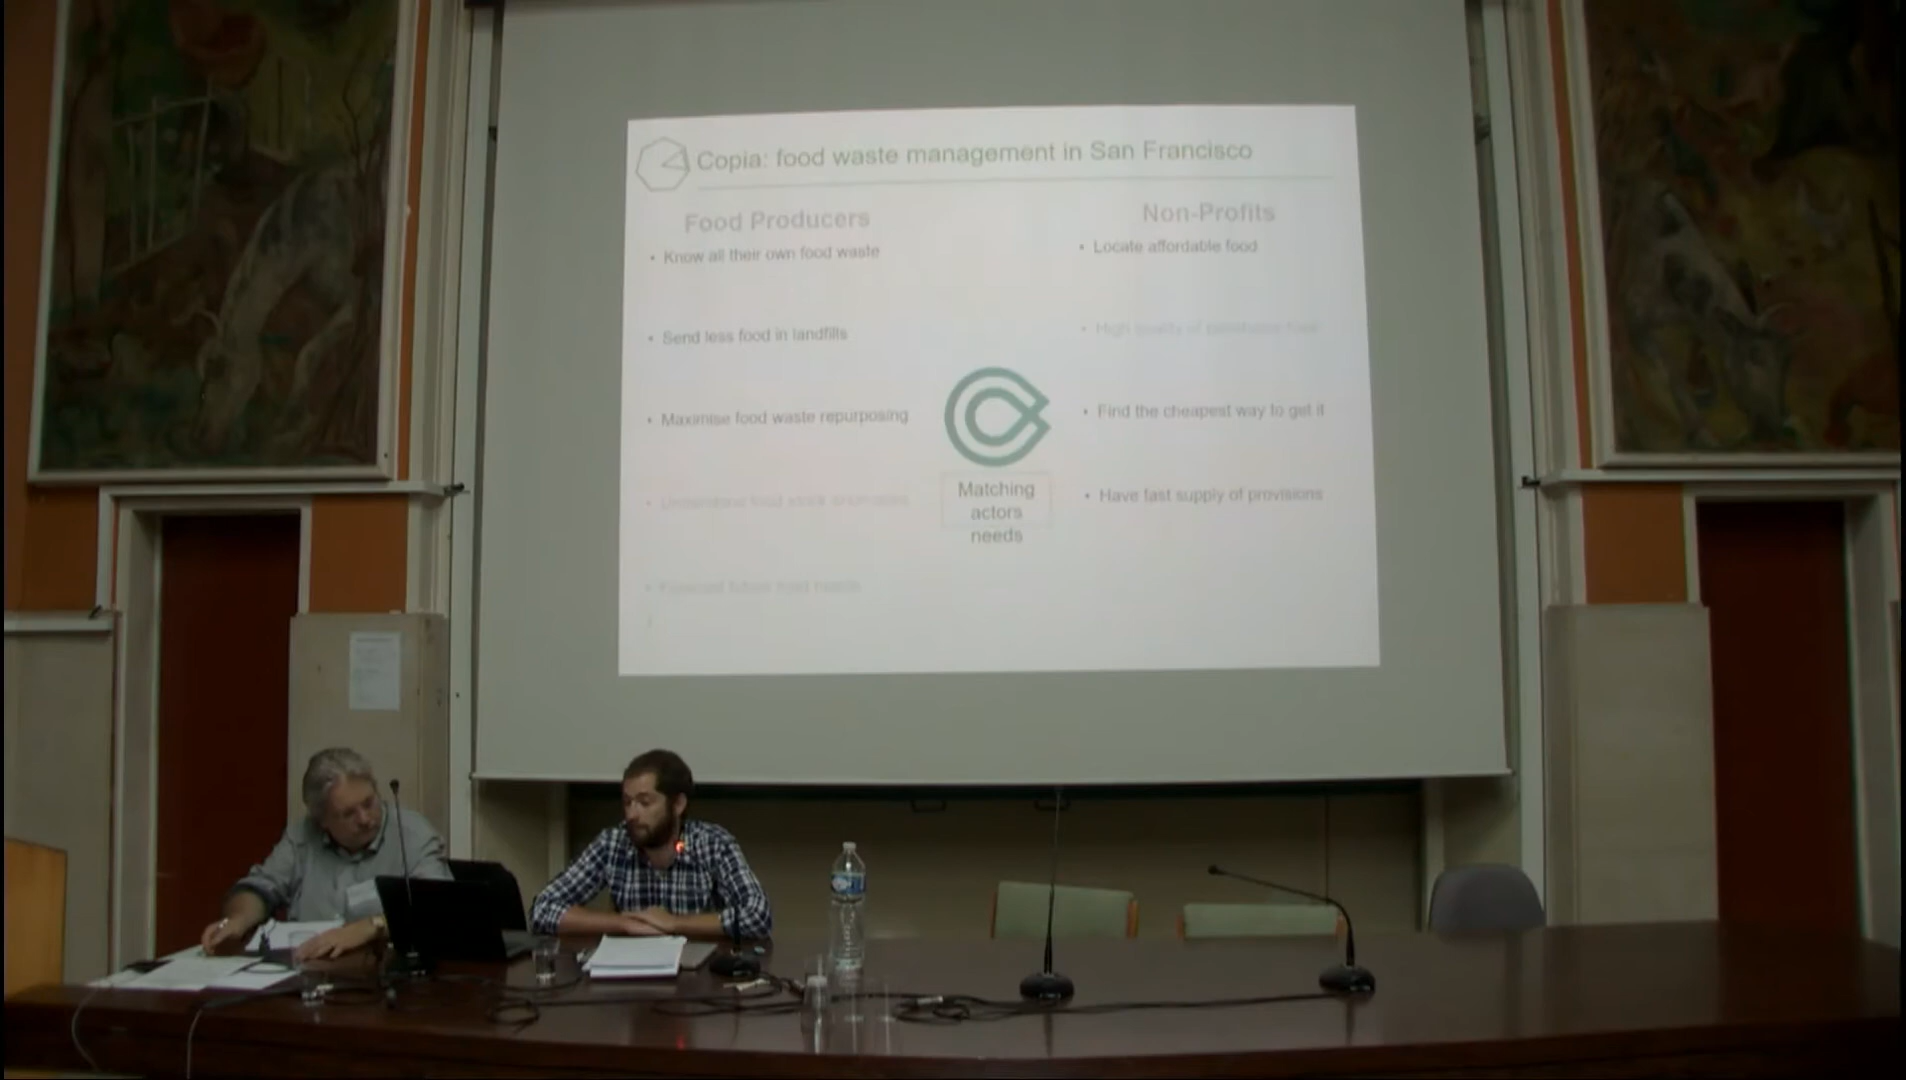 Copia: food waste management in San Francisco
Food Producers
• Know all their own food waste
• Send less food in landfills
• Maximise food waste repurposing
Matching
actors
needs
Non-Profits
• Locate affordable food
• Find the cheapest way to get it
• Have fast supply of provisions